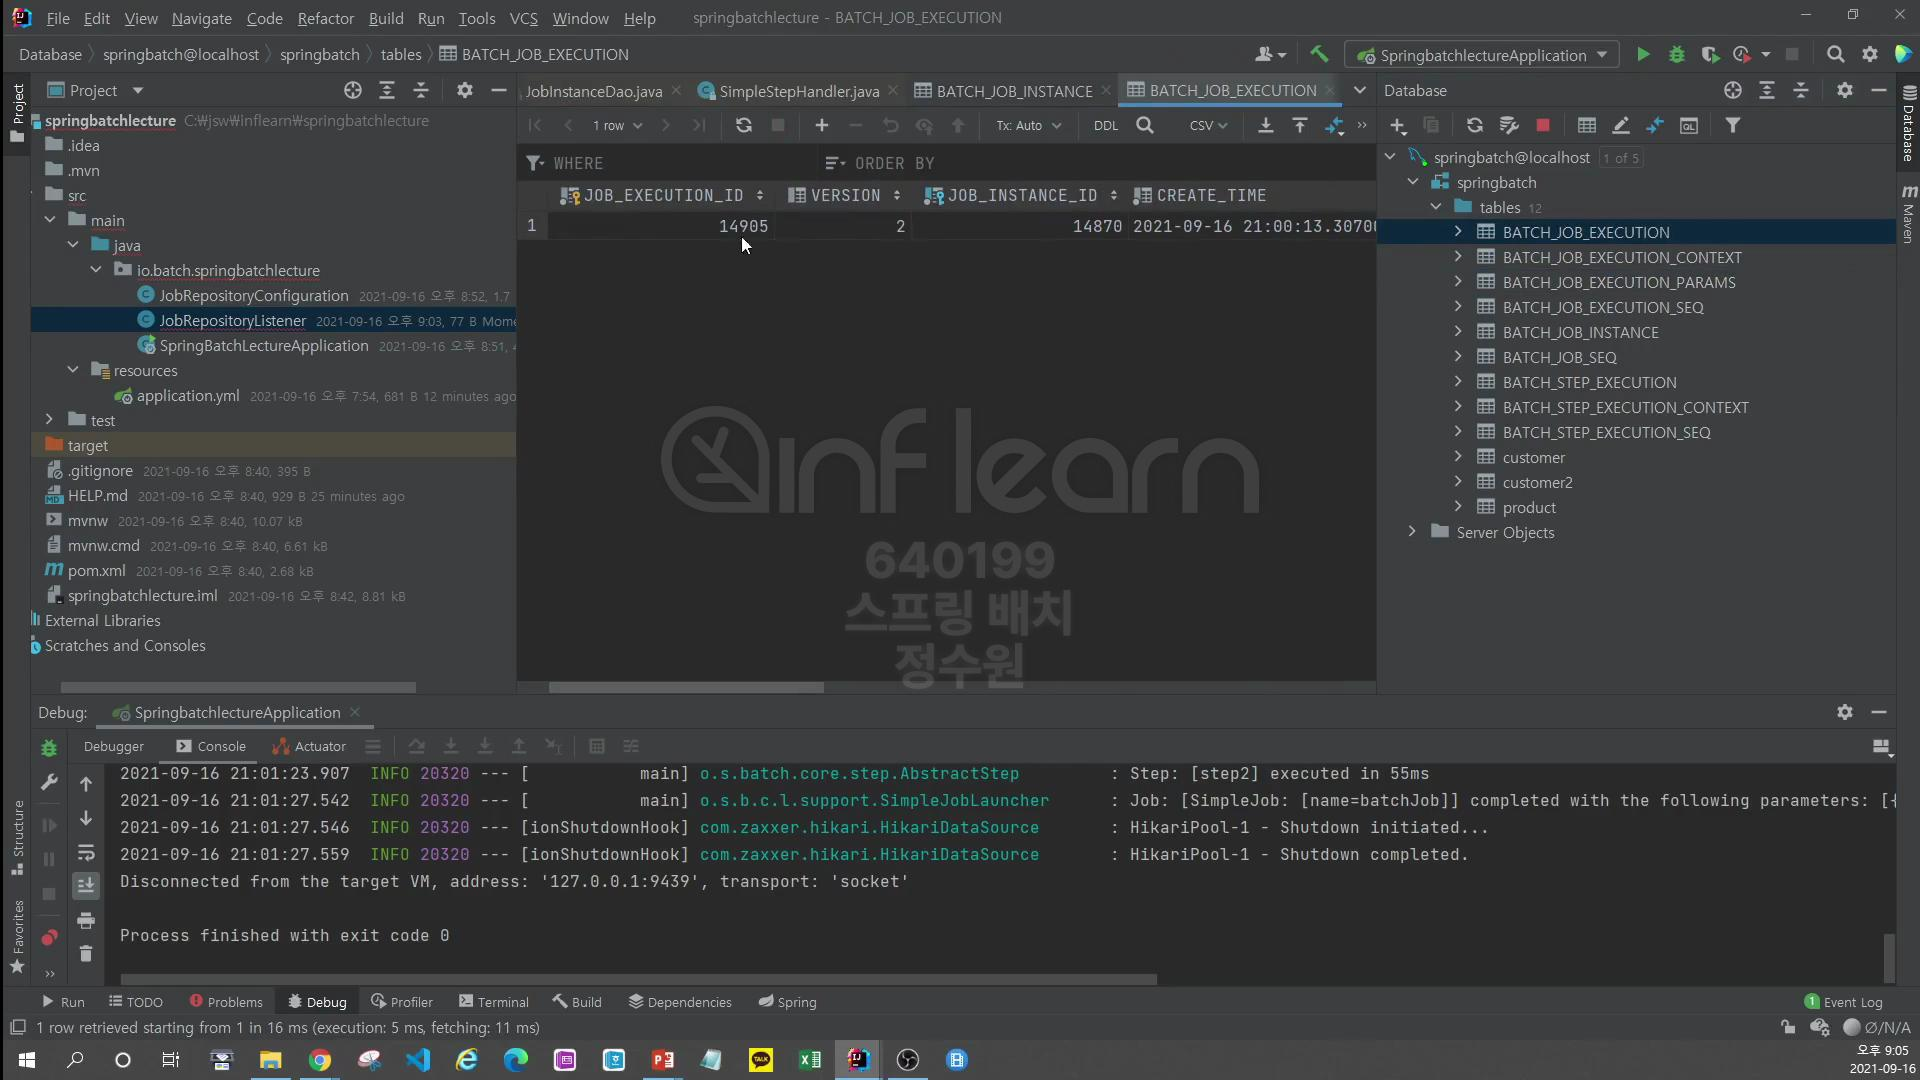 File Edit View Navigate Code Refactor Build Run Tools VCS Window Help springbatchlecture - BATCH_JOB_EXECUTION
Database springbatch@localhost springbatch tables BATCH_JOB_EXECUTION
SpringbatchlectureApplication
Project
JobInstanceDao.java SimpleStepHandler.java BATCH_JOB_INSTANCE BATCH_JOB_EXECUTION
Database
1 row Tx: Auto DDL CSV
WHERE ORDER BY
JOB_EXECUTION_ID VERSION JOB_INSTANCE_ID CREATE_TIME
1 14905 2 14870 2021-09-16 21:00:13.30700
Project
springbatchlecture C:₩jsw₩inflearn₩springbatchlecture
.idea
.mvn
src
main
java
io.batch.springbatchlecture
JobRepositoryConfiguration 2021-09-16 오후 8:52, 1.7
JobRepositoryListener 2021-09-16 오후 9:03, 77 B Mome
SpringBatchLectureApplication 2021-09-16 오후 8:51, 4
resources
application.yml 2021-09-16 오후 7:54, 681 B 12 minutes ago
test
target
.gitignore 2021-09-16 오후 8:40, 395 B
HELP.md 2021-09-16 오후 8:40, 929 B 25 minutes ago
mvnw 2021-09-16 오후 8:40, 10.07 kB
mvnw.cmd 2021-09-16 오후 8:40, 6.61 kB
pom.xml 2021-09-16 오후 8:40, 2.68 kB
springbatchlecture.iml 2021-09-16 오후 8:42, 8.81 kB
External Libraries
Scratches and Consoles
inflearn
640199
스프링 배치
정수원
springbatch@localhost 1 of 5
springbatch
tables 12
BATCH_JOB_EXECUTION
BATCH_JOB_EXECUTION_CONTEXT
BATCH_JOB_EXECUTION_PARAMS
BATCH_JOB_EXECUTION_SEQ
BATCH_JOB_INSTANCE
BATCH_JOB_SEQ
BATCH_STEP_EXECUTION
BATCH_STEP_EXECUTION_CONTEXT
BATCH_STEP_EXECUTION_SEQ
customer
customer2
product
Server Objects
Database
Maven
Debug: SpringbatchlectureApplication
Debugger Console Actuator
2021-09-16 21:01:23.907 INFO 20320 --- [ main] o.s.batch.core.step.AbstractStep : Step: [step2] executed in 55ms
2021-09-16 21:01:27.542 INFO 20320 --- [ main] o.s.b.c.l.support.SimpleJobLauncher : Job: [SimpleJob: [name=batchJob]] completed with the following parameters: [{
2021-09-16 21:01:27.546 INFO 20320 --- [ionShutdownHook] com.zaxxer.hikari.HikariDataSource : HikariPool-1 - Shutdown initiated...
2021-09-16 21:01:27.559 INFO 20320 --- [ionShutdownHook] com.zaxxer.hikari.HikariDataSource : HikariPool-1 - Shutdown completed.
Disconnected from the target VM, address: '127.0.0.1:9439', transport: 'socket'
Process finished with exit code 0
Structure
Favorites
Run TODO Problems Debug Profiler Terminal Build Dependencies Spring 1 Event Log
1 row retrieved starting from 1 in 16 ms (execution: 5 ms, fetching: 11 ms) Ø/N/A
오후 9:05
2021-09-16